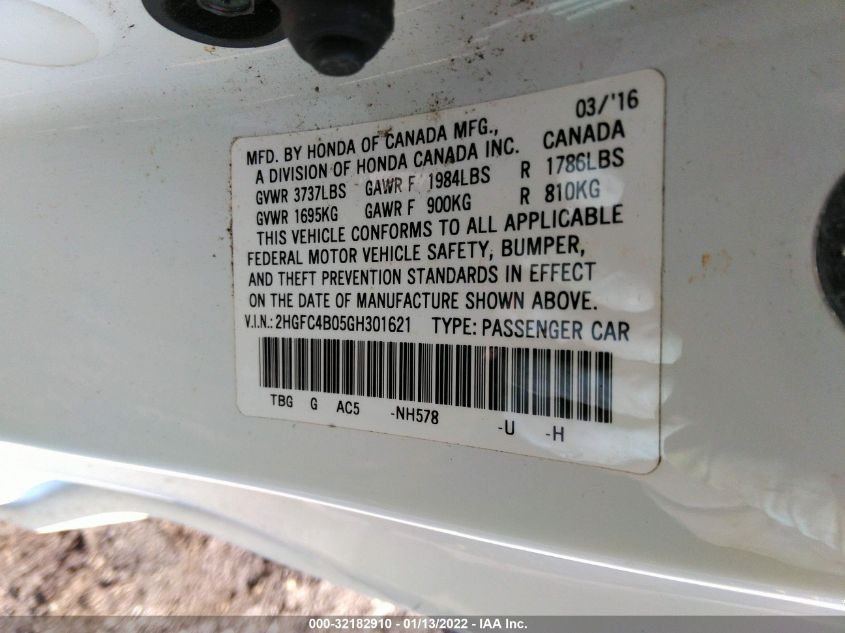 03/'16
MFD. BY HONDA OF CANADA MFG.,
A DIVISION OF HONDA CANADA INC. CANADA
GVWR 3737LBS GAWR F 1984LBS R 1786LBS
GVWR 1695KG GAWR F 900KG R 810KG
THIS VEHICLE CONFORMS TO ALL APPLICABLE
FEDERAL MOTOR VEHICLE SAFETY, BUMPER,
AND THEFT PREVENTION STANDARDS IN EFFECT
ON THE DATE OF MANUFACTURE SHOWN ABOVE.
V.I.N.: 2HGFC4B05GH301621 TYPE: PASSENGER CAR
TBG G AC5 -NH578 -U -H
000-32182910 - 01/13/2022 - IAA Inc.